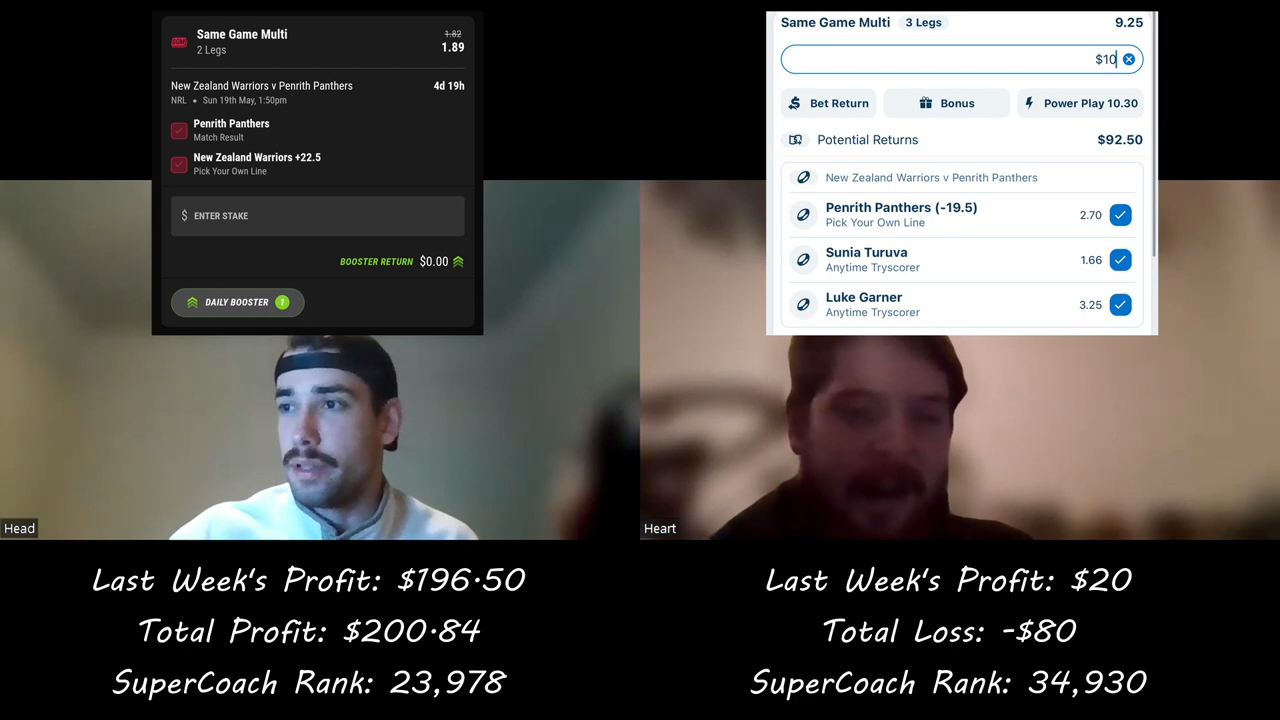 Same Game Multi
1.82
2 Legs
1.89
New Zealand Warriors v Penrith Panthers
4d 19h
NRL • Sun 19th May, 1:50pm
Penrith Panthers
Match Result
New Zealand Warriors +22.5
Pick Your Own Line
$ ENTER STAKE
BOOSTER RETURN $0.00
DAILY BOOSTER 1
Same Game Multi 3 Legs 9.25
$10
Bet Return
Bonus
Power Play 10.30
Potential Returns $92.50
New Zealand Warriors v Penrith Panthers
Penrith Panthers (-19.5)
Pick Your Own Line
2.70
Sunia Turuva
Anytime Tryscorer
1.66
Luke Garner
Anytime Tryscorer
3.25
Head
Heart
Last Week's Profit: $196.50
Total Profit: $200.84
SuperCoach Rank: 23,978
Last Week's Profit: $20
Total Loss: -$80
SuperCoach Rank: 34,930